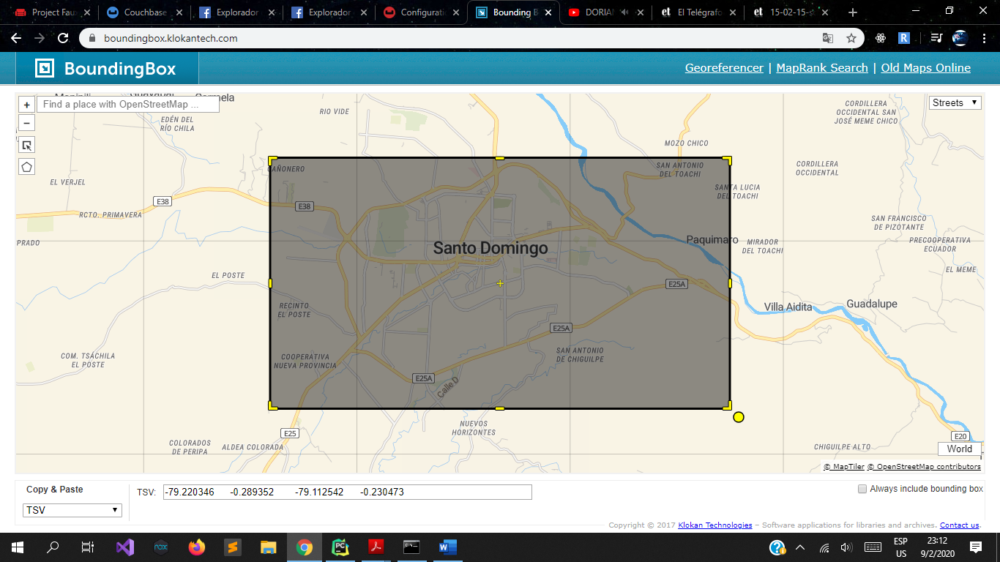 Project Faux
Couchbase
Explorador
Explorador
Configuratio
Bounding B
DORIAN
El Telégrafo
15-02-15-s
boundingbox.klokantech.com
BoundingBox
Georeferencer | MapRank Search | Old Maps Online
Find a place with OpenStreetMap ...
Streets
EDÉN DEL
RÍO CHILA
RIO VIDE
CORDILLERA
OCCIDENTAL SAN
JOSÉ MEME CHICO
MOZO CHICO
CAÑONERO
SAN ANTONIO
DEL TOACHI
CORDILLERA
OCCIDENTAL
EL VERJEL
SANTA LUCIA
DEL TOACHI
E38
E38
RCTO. PRIMAVERA
SAN FRANCISCO
DE PIZOTANTE
PRADO
Santo Domingo
Paquimaro
MIRADOR
DEL TOACHI
PRECOOPERATIVA
ECUADOR
EL POSTE
EL MEME
E25A
RECINTO
EL POSTE
Villa Aidita
Guadalupe
E25A
COM. TSACHILA
EL POSTE
COOPERATIVA
NUEVA PROVINCIA
SAN ANTONIO
DE CHIGUILPE
E25A
Calle D
NUEVOS
HORIZONTES
E25
E20
COLORADOS
DE PERIPA
ALDEA COLORADA
CHIGUILPE ALTO
World
© MapTiler © OpenStreetMap contributors
Copy & Paste
TSV
TSV: -79.220346 -0.289352 -79.112542 -0.230473
Always include bounding box
Copyright © 2017 Klokan Technologies – Software applications for libraries and archives. Contact us.
ESP
US
23:12
9/2/2020